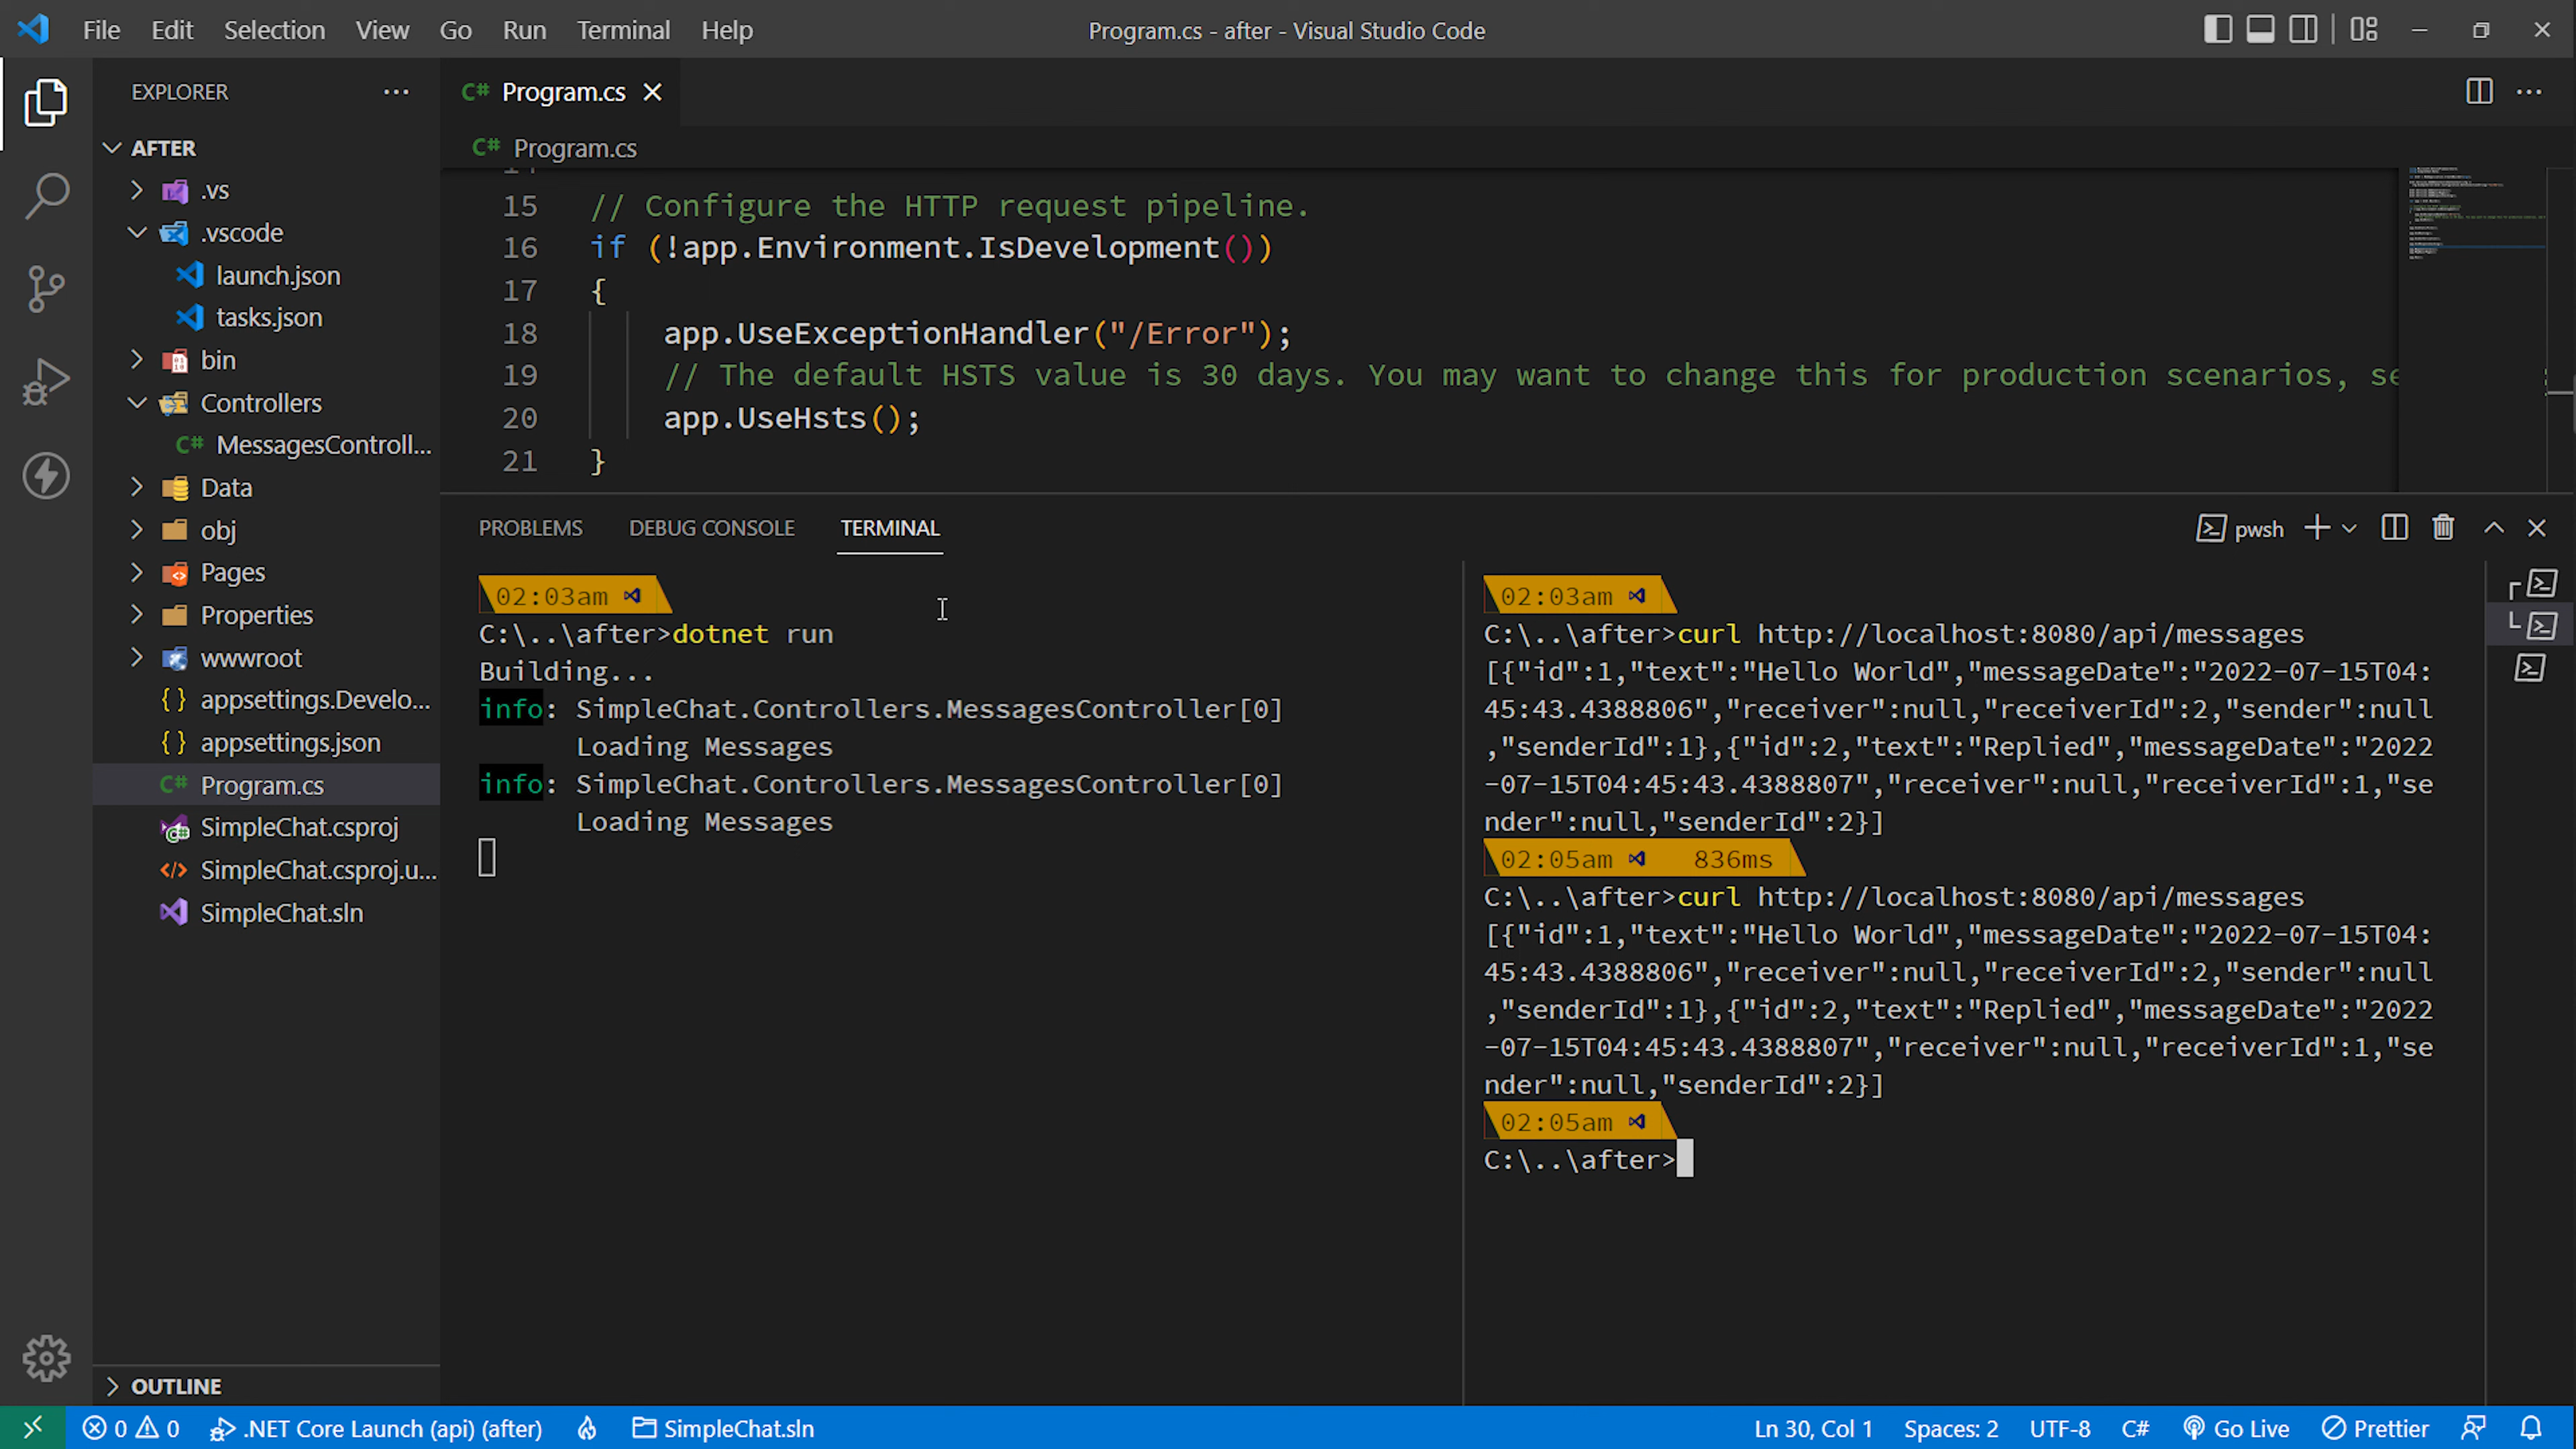 File Edit Selection View Go Run Terminal Help
Program.cs - after - Visual Studio Code
EXPLORER
AFTER
.vs
.vscode
launch.json
tasks.json
bin
Controllers
C# MessagesControll...
Data
obj
Pages
Properties
wwwroot
{ } appsettings.Develo...
{ } appsettings.json
C# Program.cs
SimpleChat.csproj
SimpleChat.csproj.u...
SimpleChat.sln
OUTLINE
C# Program.cs
C# Program.cs
15 // Configure the HTTP request pipeline.
16 if (!app.Environment.IsDevelopment())
17 {
18 app.UseExceptionHandler("/Error");
19 // The default HSTS value is 30 days. You may want to change this for production scenarios, se
20 app.UseHsts();
21 }
PROBLEMS DEBUG CONSOLE TERMINAL
pwsh
02:03am
C:\..\after>dotnet run
Building...
info: SimpleChat.Controllers.MessagesController[0]
Loading Messages
info: SimpleChat.Controllers.MessagesController[0]
Loading Messages
02:03am
C:\..\after>curl http://localhost:8080/api/messages
[{"id":1,"text":"Hello World","messageDate":"2022-07-15T04:
45:43.4388806","receiver":null,"receiverId":2,"sender":null
,"senderId":1},{"id":2,"text":"Replied","messageDate":"2022
-07-15T04:45:43.4388807","receiver":null,"receiverId":1,"se
nder":null,"senderId":2}]
02:05am 836ms
C:\..\after>curl http://localhost:8080/api/messages
[{"id":1,"text":"Hello World","messageDate":"2022-07-15T04:
45:43.4388806","receiver":null,"receiverId":2,"sender":null
,"senderId":1},{"id":2,"text":"Replied","messageDate":"2022
-07-15T04:45:43.4388807","receiver":null,"receiverId":1,"se
nder":null,"senderId":2}]
02:05am
C:\..\after>
0 0 .NET Core Launch (api) (after) SimpleChat.sln
Ln 30, Col 1 Spaces: 2 UTF-8 C# Go Live Prettier